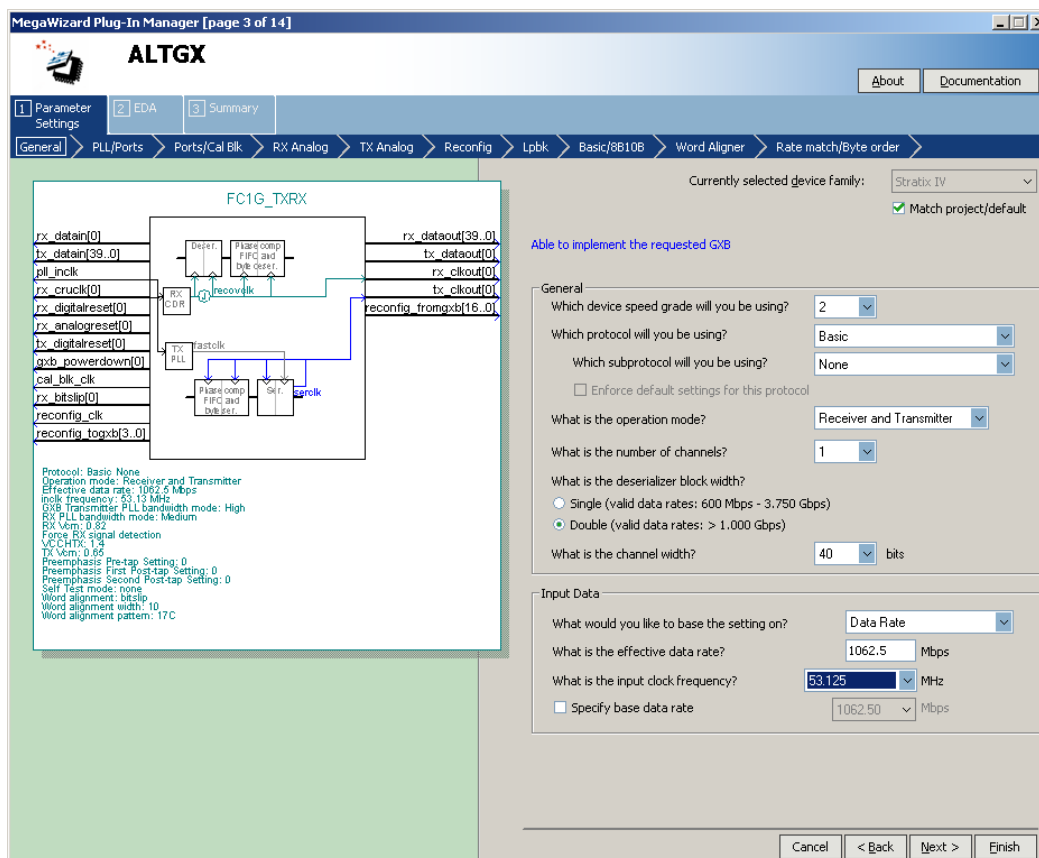 MegaWizard Plug-In Manager [page 3 of 14]
ALTGX
About
Documentation
1 Parameter Settings
2 EDA
3 Summary
General
PLL/Ports
Ports/Cal Blk
RX Analog
TX Analog
Reconfig
Lpbk
Basic/8B10B
Word Aligner
Rate match/Byte order
FC1G_TXRX
rx_datain[0]
tx_datain[39..0]
pll_inclk
rx_cruclk[0]
rx_digitalreset[0]
rx_analogreset[0]
tx_digitalreset[0]
gxb_powerdown[0]
cal_blk_clk
rx_bitslip[0]
reconfig_clk
reconfig_togxb[3..0]
Deser.
Phase comp
FIFO and
byte deser.
RX
CDR
recovclk
TX
PLL
fastclk
Phase comp
FIFO and
byte ser.
Ser.
serclk
rx_dataout[39..0]
tx_dataout[0]
rx_clkout[0]
tx_clkout[0]
reconfig_fromgxb[16..0]
Protocol: Basic None
Operation mode: Receiver and Transmitter
Effective data rate: 1062.5 Mbps
inclk frequency: 53.13 MHz
GXB Transmitter PLL bandwidth mode: High
RX PLL bandwidth mode: Medium
RX Vcm: 0.82
Force RX signal detection
VCCHTX: 1.4
TX Vcm: 0.65
Preemphasis Pre-tap Setting: 0
Preemphasis First Post-tap Setting: 0
Preemphasis Second Post-tap Setting: 0
Self Test mode: none
Word alignment: bitslip
Word alignment width: 10
Word alignment pattern: 17C
Currently selected device family: Stratix IV
Match project/default
Able to implement the requested GXB
General
Which device speed grade will you be using? 2
Which protocol will you be using? Basic
Which subprotocol will you be using? None
Enforce default settings for this protocol
What is the operation mode? Receiver and Transmitter
What is the number of channels? 1
What is the deserializer block width?
Single (valid data rates: 600 Mbps - 3.750 Gbps)
Double (valid data rates: > 1.000 Gbps)
What is the channel width? 40 bits
Input Data
What would you like to base the setting on? Data Rate
What is the effective data rate? 1062.5 Mbps
What is the input clock frequency? 53.125 MHz
Specify base data rate 1062.50 Mbps
Cancel
< Back
Next >
Finish